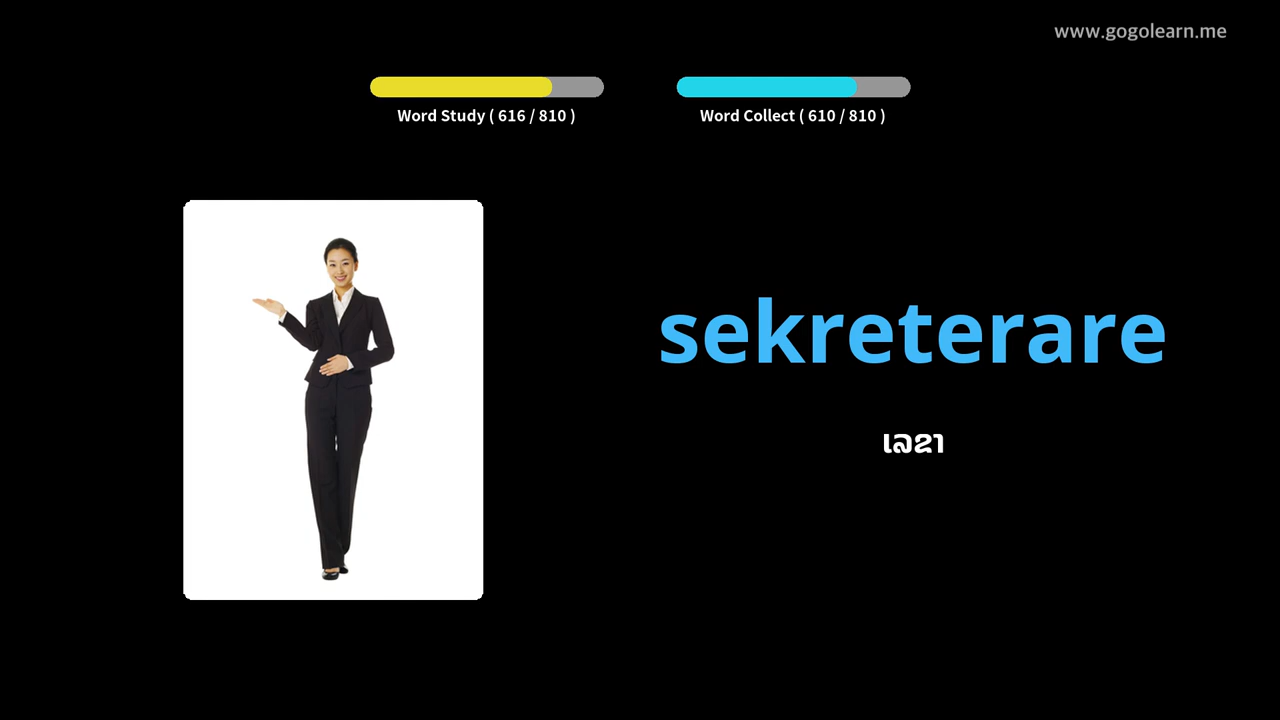 www.gogolearn.me
Word Study ( 616 / 810 )
Word Collect ( 610 / 810 )
sekreterare
ເລຂາ